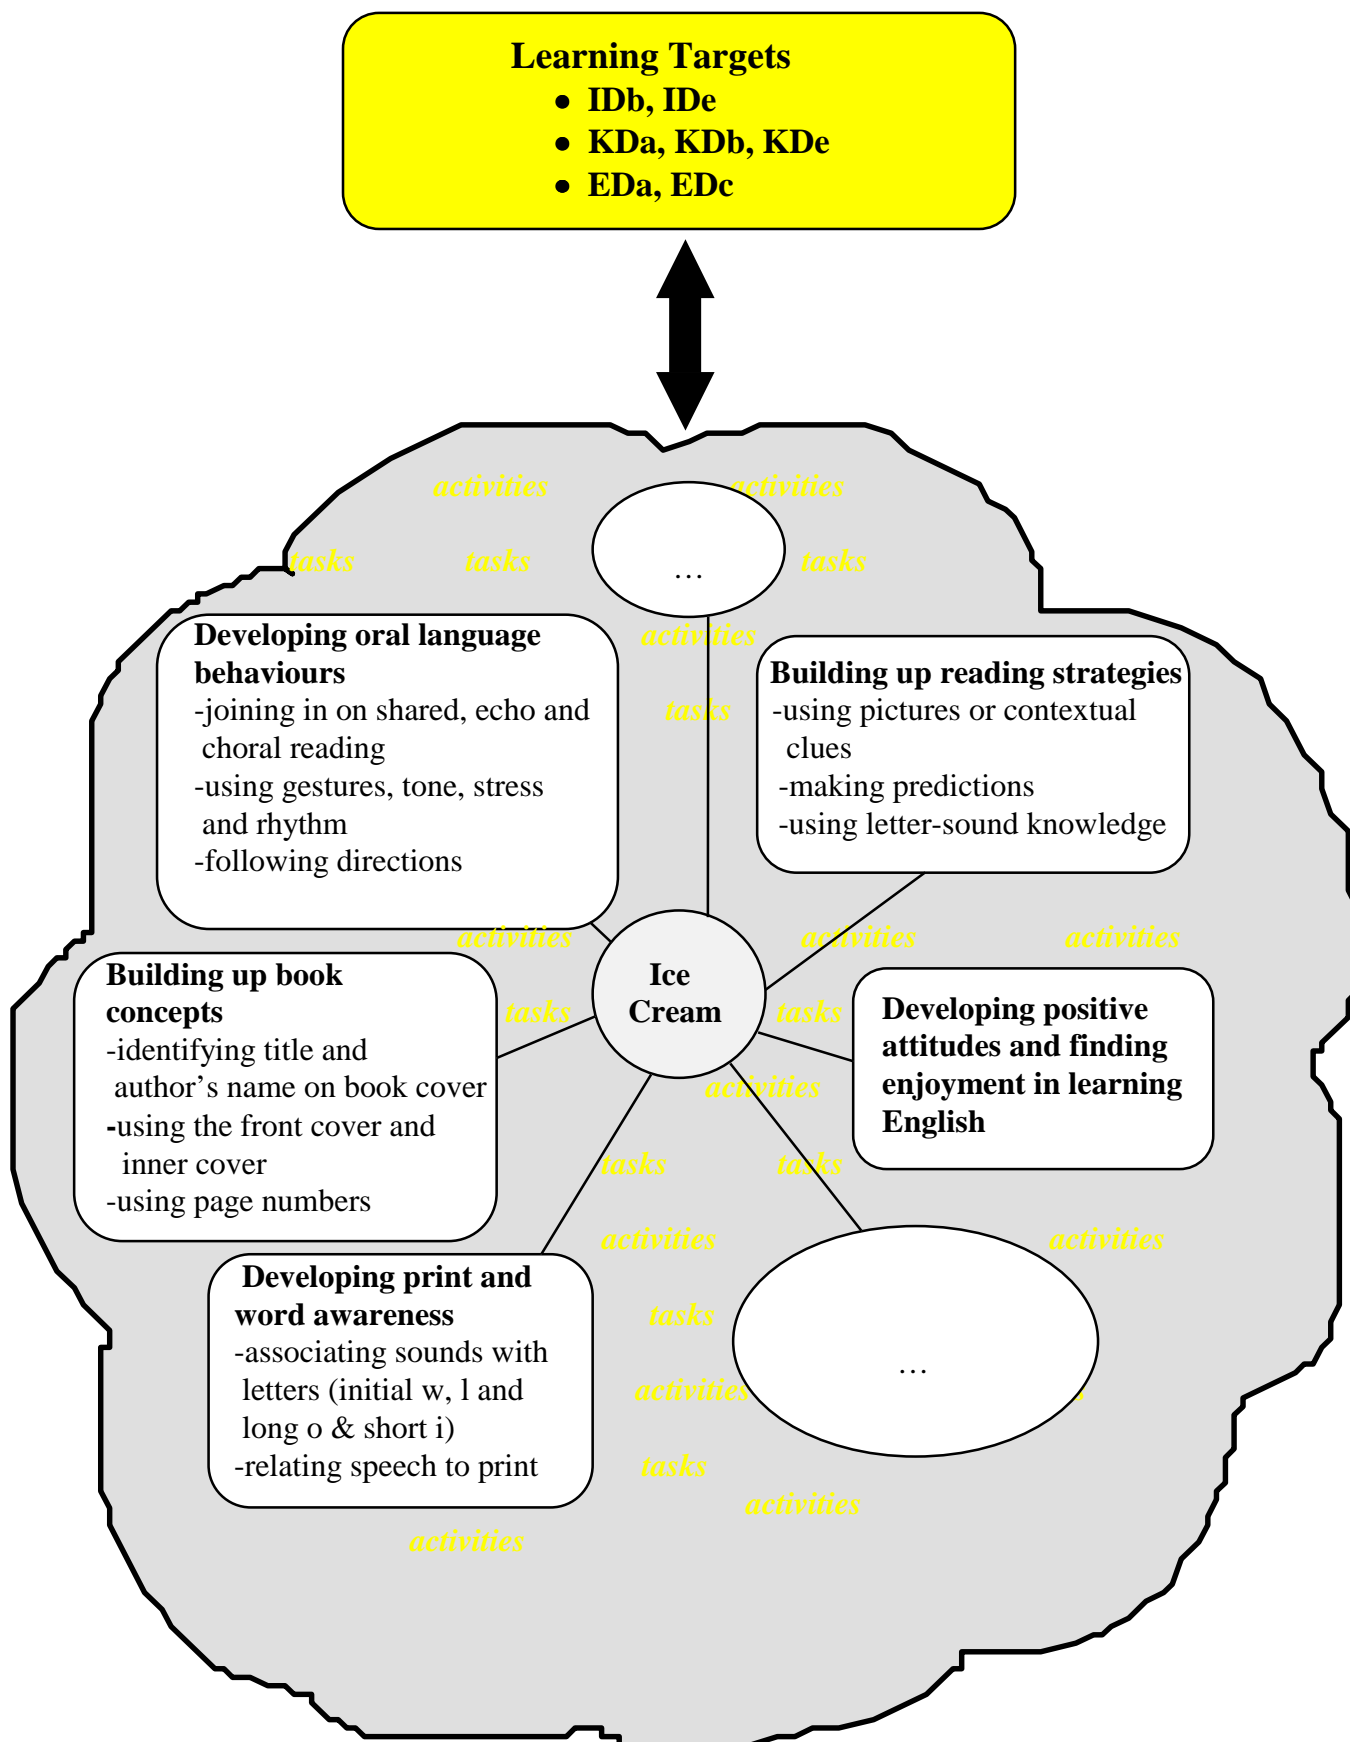 Learning Targets
• IDb, IDe
• KDa, KDb, KDe
• EDa, EDc
activities
activities
tasks
tasks
tasks
…
activities
tasks
Developing oral language
behaviours
-joining in on shared, echo and
choral reading
-using gestures, tone, stress
and rhythm
-following directions
Building up reading strategies
-using pictures or contextual
clues
-making predictions
-using letter-sound knowledge
activities
activities
activities
Ice
Cream
Building up book
concepts
-identifying title and
author’s name on book cover
-using the front cover and
inner cover
-using page numbers
tasks
tasks
Developing positive
attitudes and finding
enjoyment in learning
English
activities
tasks
tasks
activities
activities
Developing print and
word awareness
-associating sounds with
letters (initial w, l and
long o & short i)
-relating speech to print
tasks
…
activities
tasks
activities
activities